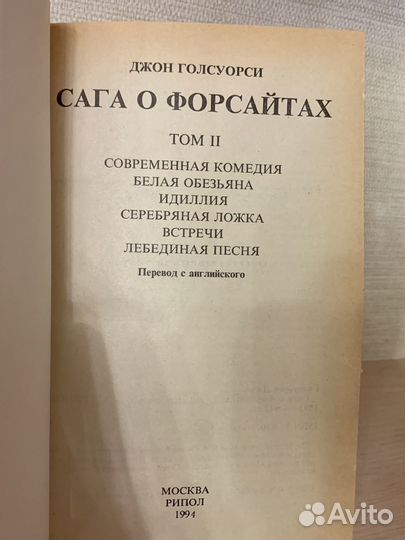 ДЖОН ГОЛСУОРСИ
САГА О ФОРСАЙТАХ
ТОМ II
СОВРЕМЕННАЯ КОМЕДИЯ
БЕЛАЯ ОБЕЗЬЯНА
ИДИЛЛИЯ
СЕРЕБРЯНАЯ ЛОЖКА
ВСТРЕЧИ
ЛЕБЕДИНАЯ ПЕСНЯ
Перевод с английского
МОСКВА
РИПОЛ
1994
Avito